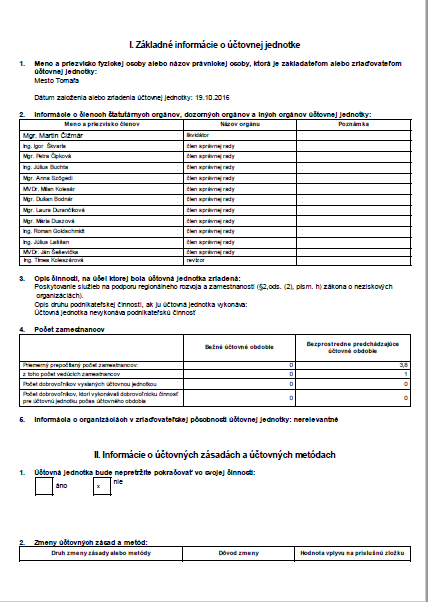 I. Základné informácie o účtovnej jednotke
1. Meno a priezvisko fyzickej osoby alebo názov právnickej osoby, ktorá je zakladateľom alebo zriaďovateľom
účtovnej jednotky:
Mesto Tornaľa
Dátum založenia alebo zriadenia účtovnej jednotky: 19.10.2016
2. Informácie o členoch štatutárnych orgánov, dozorných orgánov a iných orgánov účtovnej jednotky:
Meno a priezvisko členov Názov orgánu Poznámka
Mgr. Martin Čižmár likvidátor
Ing. Igor Škvarla člen správnej rady
Mgr. Petra Čipková člen správnej rady
Ing. Július Buchta člen správnej rady
Mgr. Anna Szögedi člen správnej rady
MVDr. Milan Kolesár člen správnej rady
Mgr. Dušan Bodnár člen správnej rady
Mgr. Laura Durančíková člen správnej rady
Mgr. Márta Duszová člen správnej rady
Ing. Roman Goldschmidt člen správnej rady
Ing. Július Lališen člen správnej rady
MVDr. Ján Šeševička člen správnej rady
Ing. Timea Koleszárová revízor
3. Opis činnosti, na účel ktorej bola účtovná jednotka zriadená:
Poskytovanie služieb na podporu regionálneho rozvoja a zamestnanosti (§2,ods. (2), písm. h) zákona o neziskových
organizáciách).
Opis druhu podnikateľskej činnosti, ak ju účtovná jednotka vykonáva:
Účtovná jednotka nevykonáva podnikateľskú činnosť
4. Počet zamestnancov
Bežné účtovné obdobie Bezprostredne predchádzajúce
účtovné obdobie
Priemerný prepočítaný počet zamestnancov: 0 3,8
z toho počet vedúcich zamestnancov 0 1
Počet dobrovoľníkov vyslaných účtovnou jednotkou 0 0
Počet dobrovoľníkov, ktorí vykonávali dobrovoľnícku činnosť
pre účtovnú jednotku počas účtovného obdobia 0 0
5. Informácia o organizáciách v zriaďovateľskej pôsobnosti účtovnej jednotky: nerelevantné
II. Informácie o účtovných zásadách a účtovných metódach
1. Účtovná jednotka bude nepretržite pokračovať vo svojej činnosti:
áno x nie
2. Zmeny účtovných zásad a metód:
Druh zmeny zásady alebo metódy Dôvod zmeny Hodnota vplyvu na príslušnú zložku